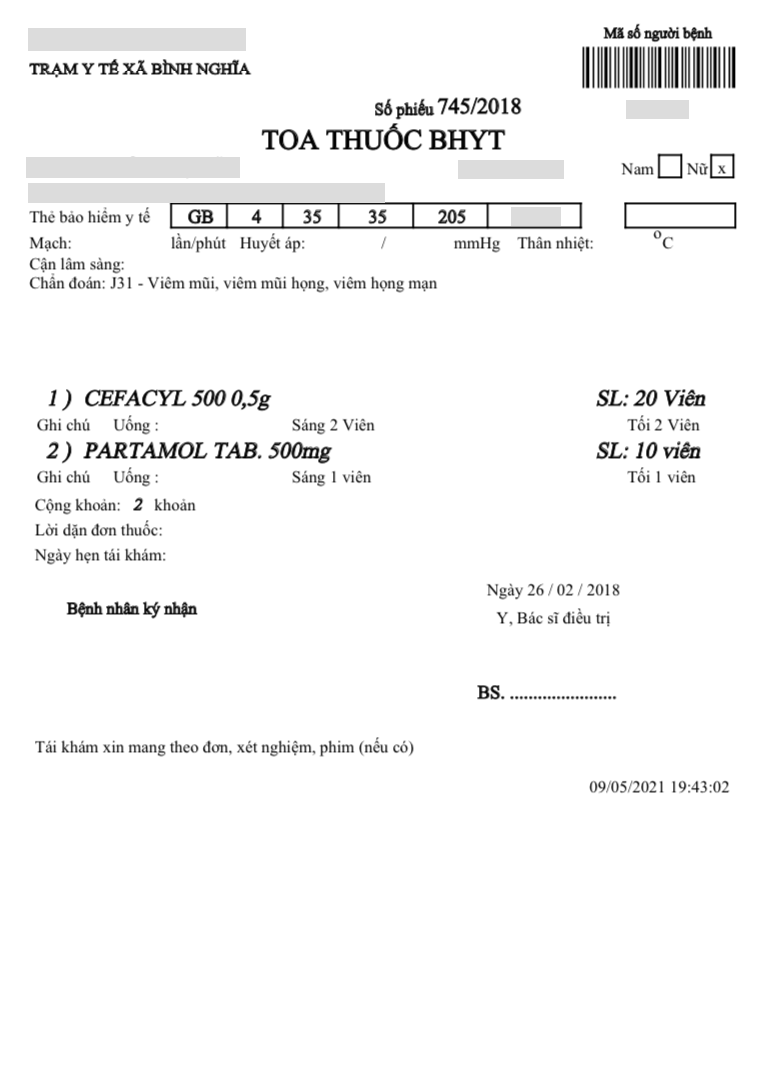 Mã số người bệnh
TRẠM Y TẾ XÃ BÌNH NGHĨA
Số phiếu 745/2018
TOA THUỐC BHYT
Nam Nữ x
Thẻ bảo hiểm y tế GB 4 35 35 205
Mạch: lần/phút Huyết áp: / mmHg Thân nhiệt: °C
Cận lâm sàng:
Chẩn đoán: J31 - Viêm mũi, viêm mũi họng, viêm họng mạn
1 ) CEFACYL 500 0,5g SL: 20 Viên
Ghi chú Uống : Sáng 2 Viên Tối 2 Viên
2 ) PARTAMOL TAB. 500mg SL: 10 viên
Ghi chú Uống : Sáng 1 viên Tối 1 viên
Cộng khoản: 2 khoản
Lời dặn đơn thuốc:
Ngày hẹn tái khám:
Ngày 26 / 02 / 2018
Bệnh nhân ký nhận
Y, Bác sĩ điều trị
BS. .......................
Tái khám xin mang theo đơn, xét nghiệm, phim (nếu có)
09/05/2021 19:43:02